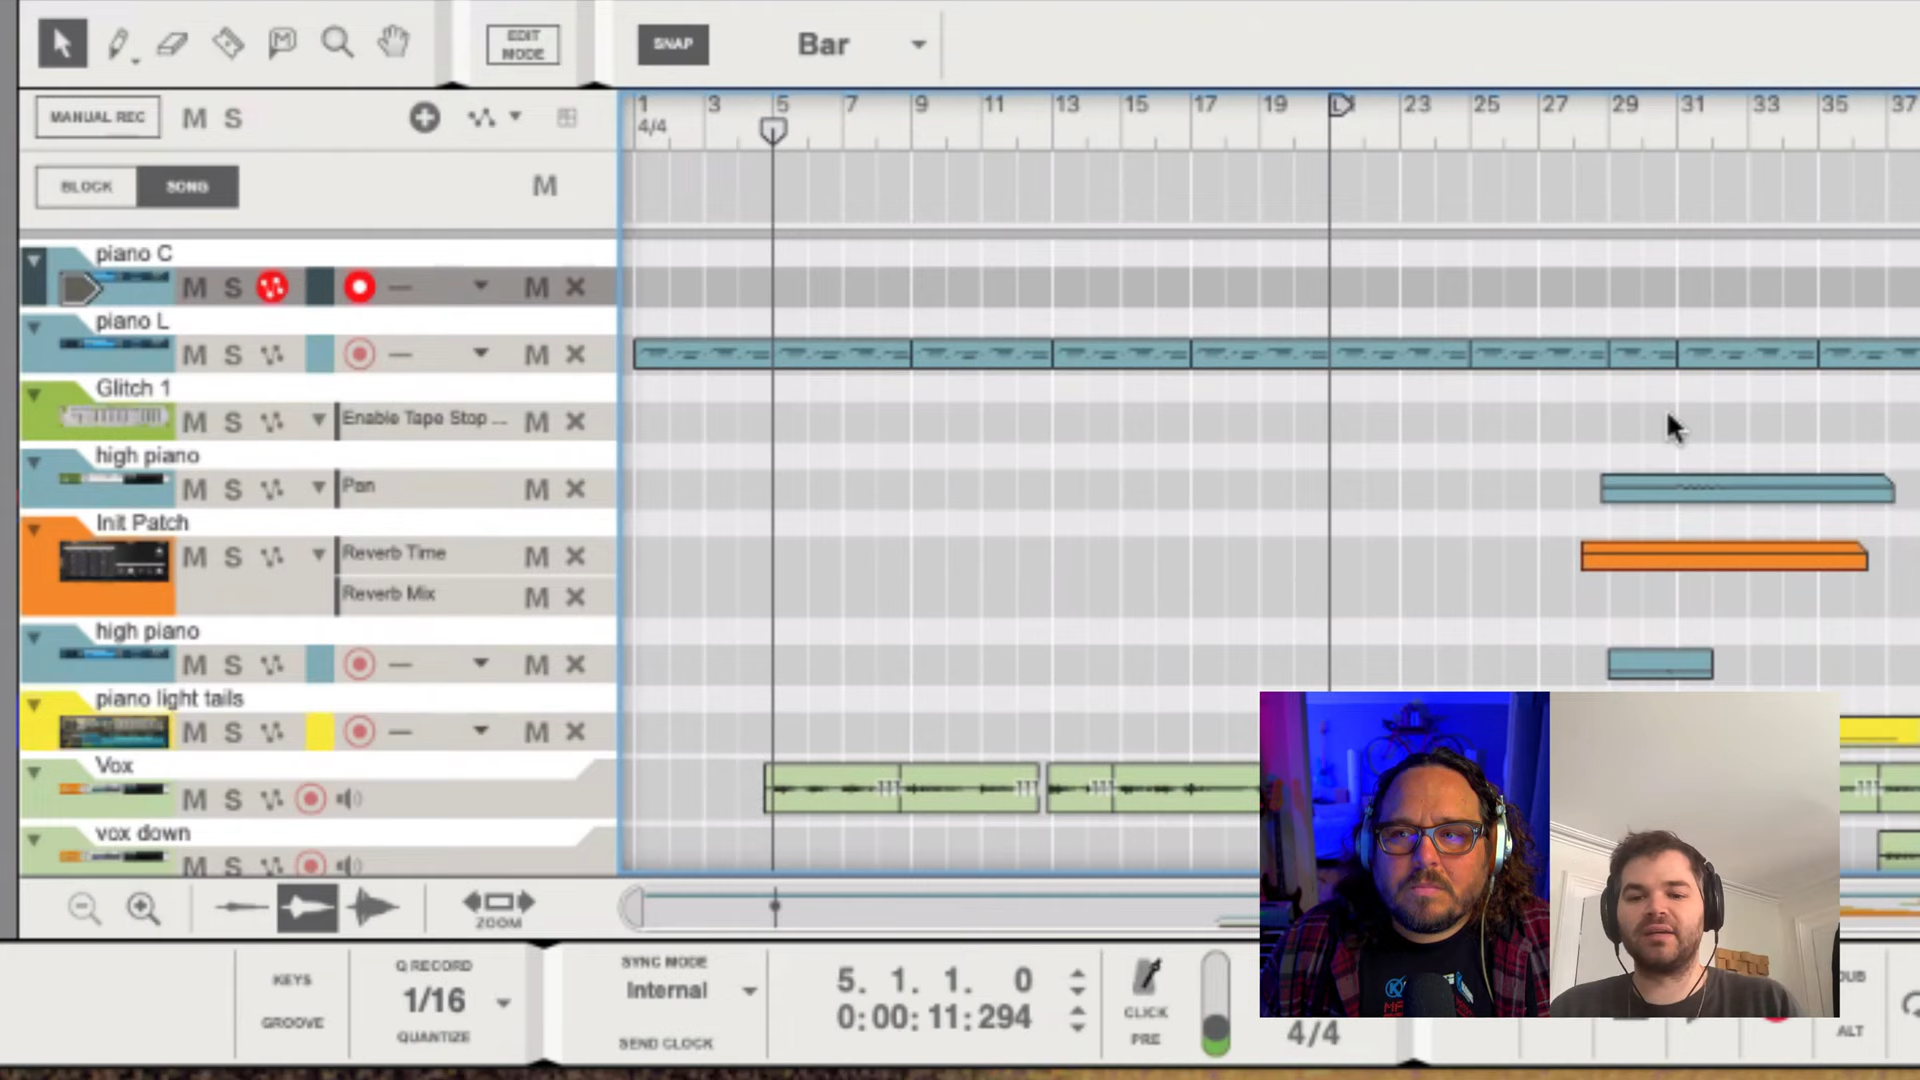 EDIT
MODE
SNAP
Bar
MANUAL REC
M S
1 3 5 7 9 11 13 15 17 19 23 25 27 29 31 33 35 37
4/4
L
BLOCK
SONG
M
piano C
M S M
piano L
M S M
Glitch 1
M S Enable Tape Stop ... M
high piano
M S Pan M
Init Patch
M S Reverb Time M
Reverb Mix M
high piano
M S M
piano light tails
M S M
Vox
M S
vox down
M S
ZOOM
KEYS
GROOVE
Q RECORD
1/16
QUANTIZE
SYNC MODE
Internal
SEND CLOCK
5. 1. 1. 0
0:00:11:294
CLICK
PRE
4/4
DUB
ALT